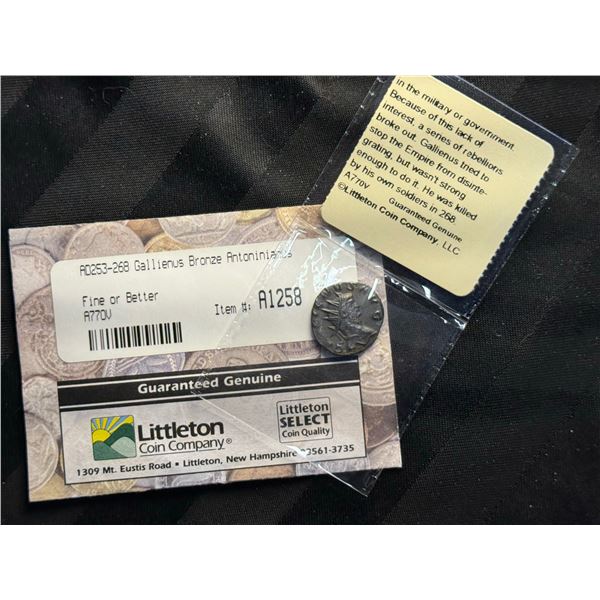 in the military or government.
Because of this lack of
interest, a series of rebellions
broke out. Gallienus tried to
stop the Empire from disinte-
grating, but wasn't strong
enough to do it. He was killed
by his own soldiers in 268.
A770V Guaranteed Genuine
©Littleton Coin Company, LLC
AD253-268 Gallienus Bronze Antoninianus
Fine or Better
A770V
Item #: A1258
Guaranteed Genuine
Littleton
Coin Company®
Littleton
SELECT
Coin Quality
1309 Mt. Eustis Road • Littleton, New Hampshire 03561-3735